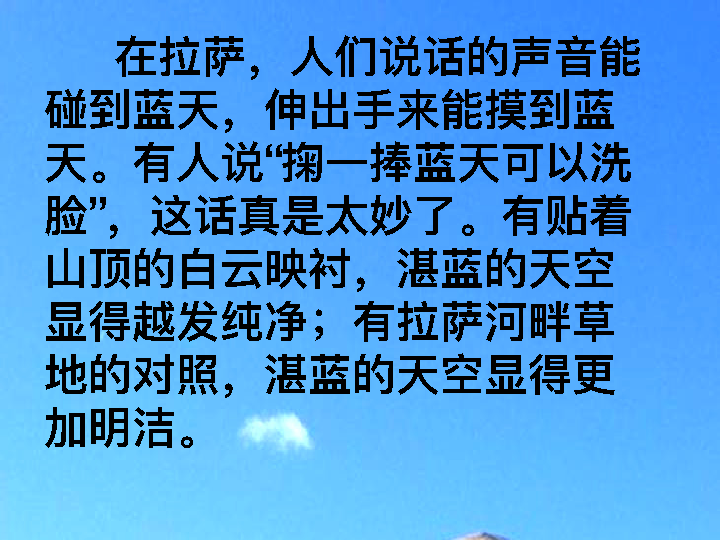 在拉萨，人们说话的声音能
碰到蓝天，伸出手来能摸到蓝
天。有人说“掬一捧蓝天可以洗
脸”，这话真是太妙了。有贴着
山顶的白云映衬，湛蓝的天空
显得越发纯净；有拉萨河畔草
地的对照，湛蓝的天空显得更
加明洁。